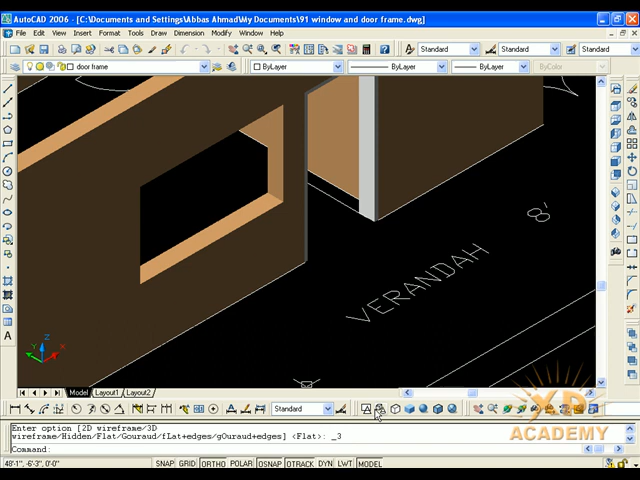 AutoCAD 2006 - [C:\Documents and Settings\Abbas Ahmad\My Documents\91 window and door frame.dwg]
File Edit View Insert Format Tools Draw Dimension Modify Window Help
Standard Standard Standard
door frame ByLayer ByLayer ByLayer ByColor
8'
VERANDAH
Z
Y X
Model Layout1 Layout2
Standard
XD
ACADEMY
Enter option [2D wireframe/3D
wireframe/Hidden/Flat/Gouraud/fLat+edges/gOuraud+edges] <Flat>: _3
Command:
48'-1", -6'-3", 0'-0" SNAP GRID ORTHO POLAR OSNAP OTRACK DYN LWT MODEL